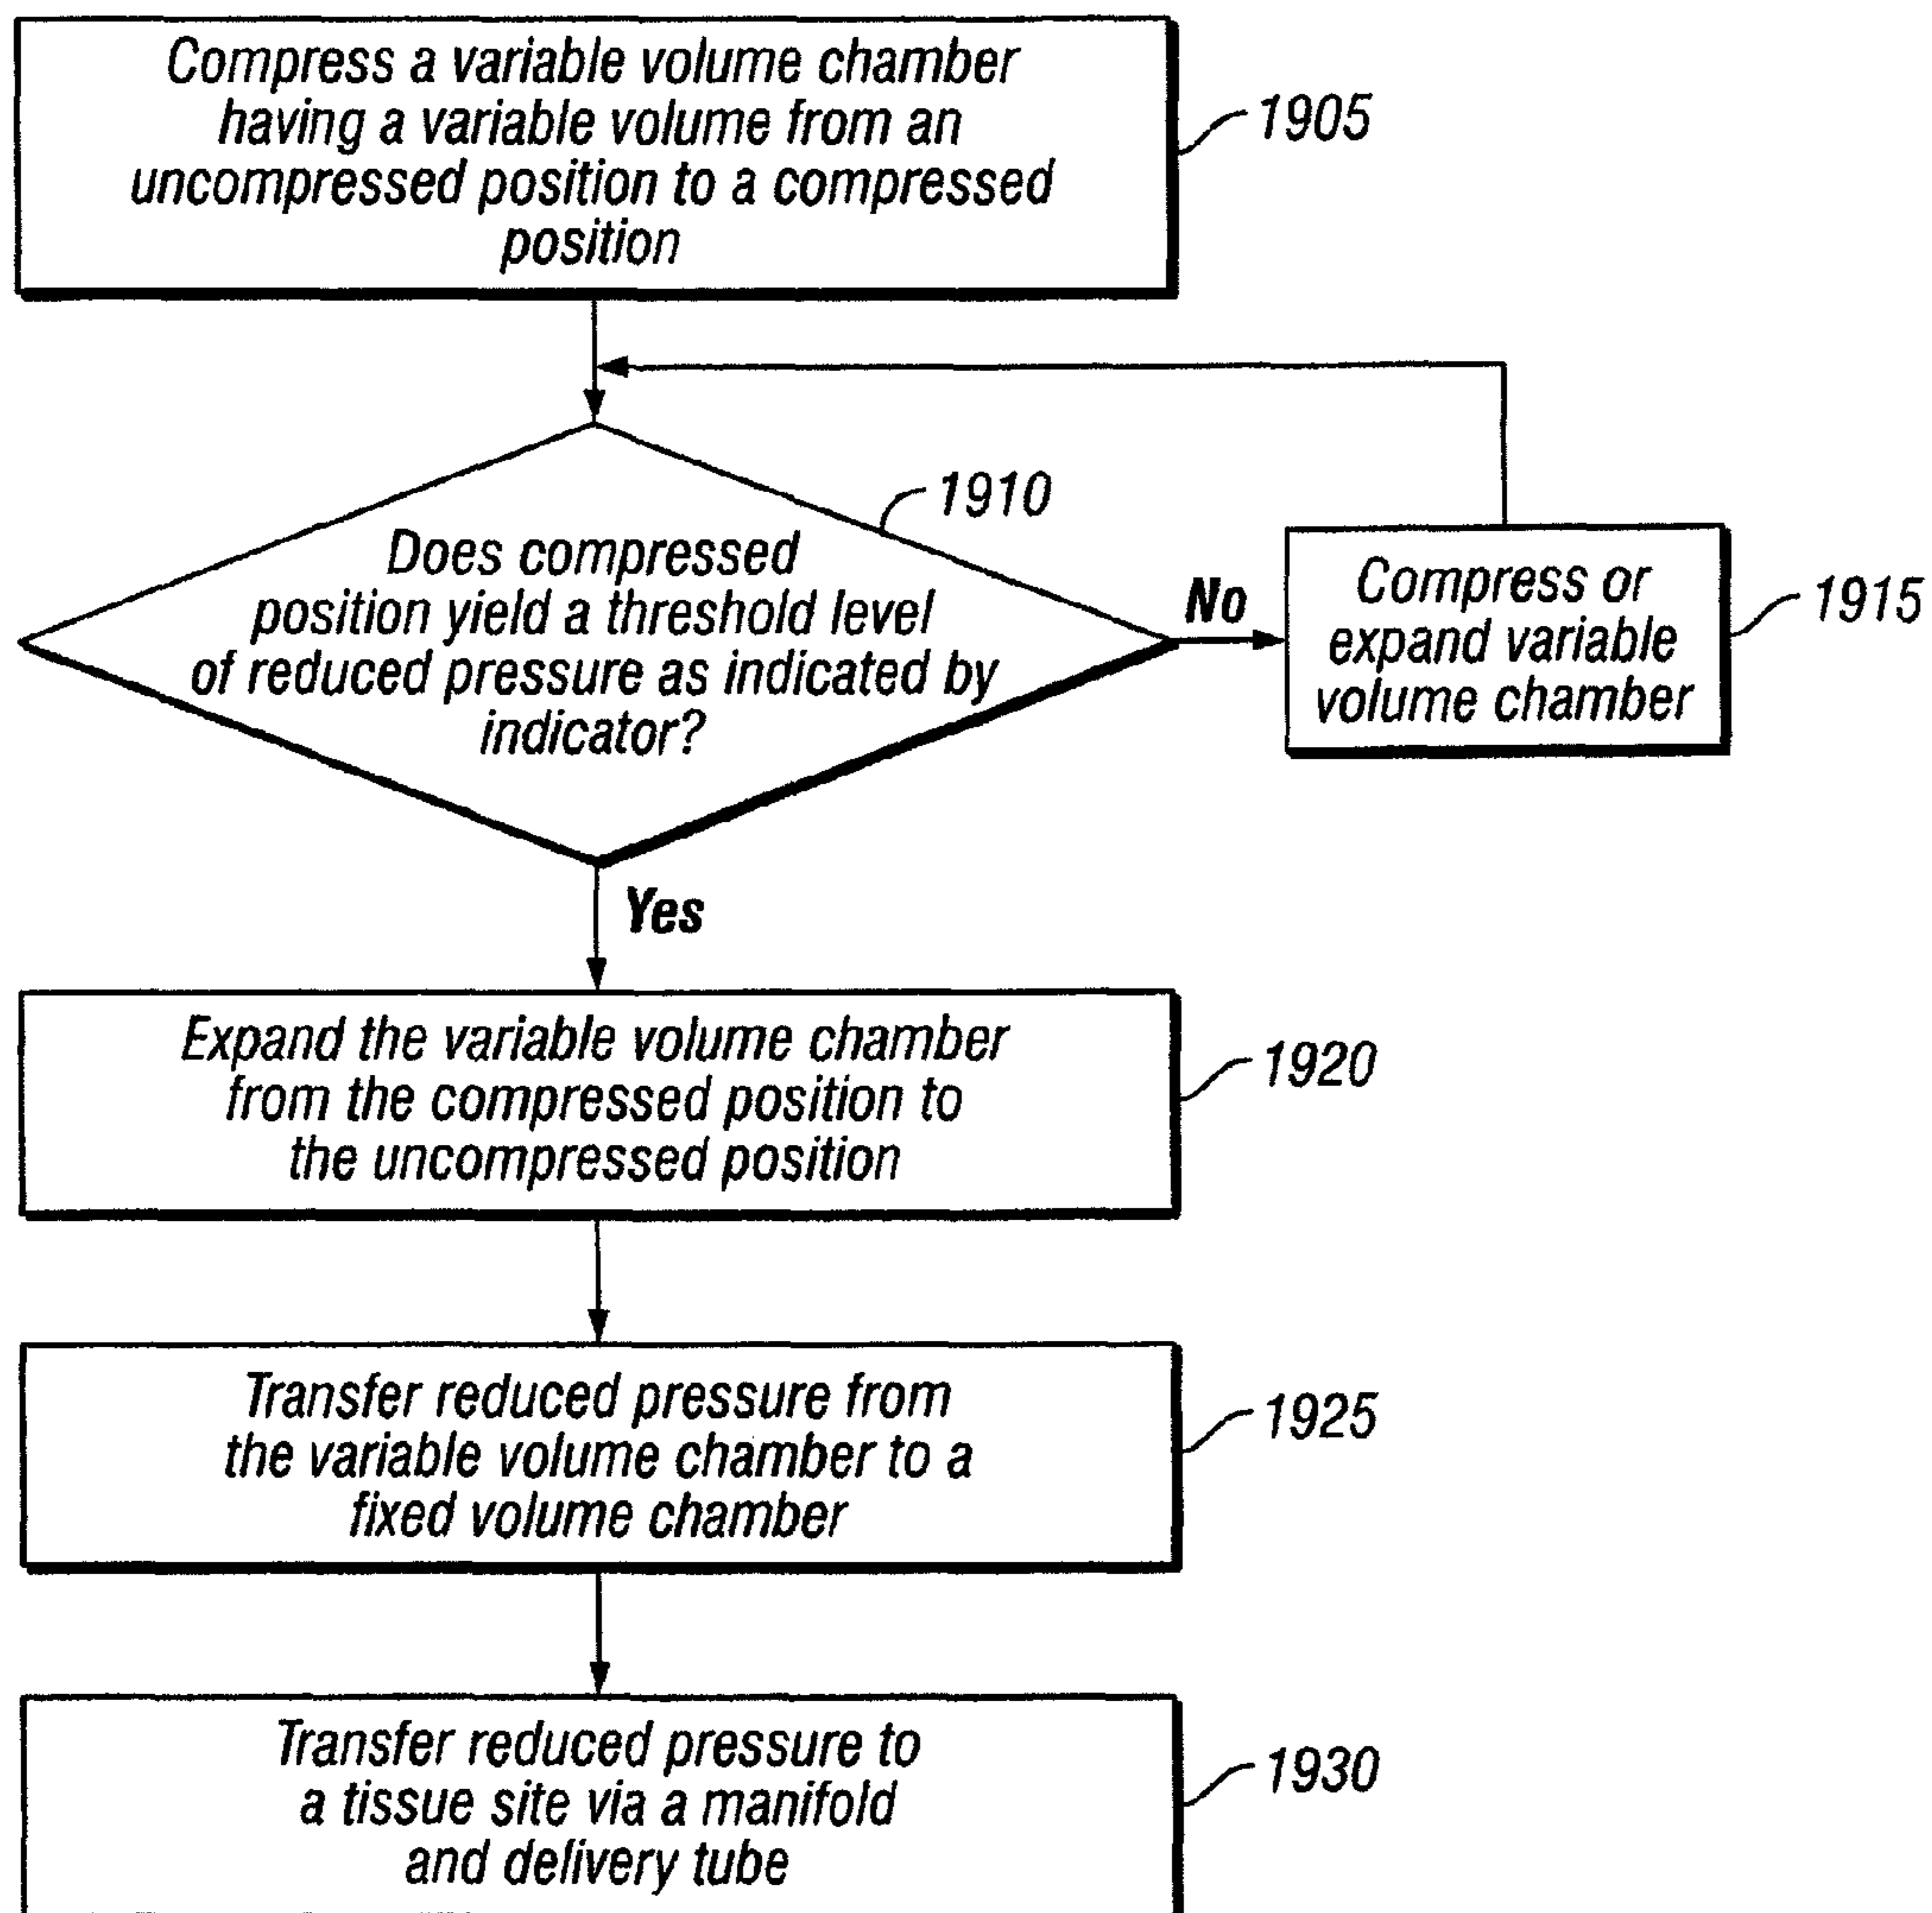 Compress a variable volume chamber
having a variable volume from an
uncompressed position to a compressed
position
1905
1910
Does compressed
position yield a threshold level
of reduced pressure as indicated by
indicator?
No
Compress or
expand variable
volume chamber
1915
Yes
Expand the variable volume chamber
from the compressed position to
the uncompressed position
1920
Transfer reduced pressure from
the variable volume chamber to a
fixed volume chamber
1925
Transfer reduced pressure to
a tissue site via a manifold
and delivery tube
1930